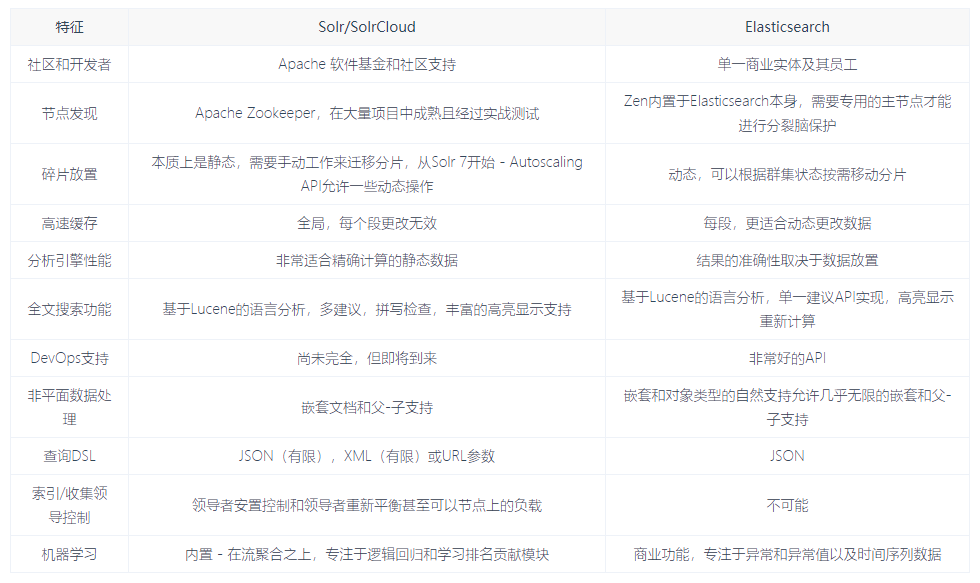 特征
Solr/SolrCloud
Elasticsearch
社区和开发者
Apache 软件基金和社区支持
单一商业实体及其员工
节点发现
Apache Zookeeper，在大量项目中成熟且经过实战测试
Zen内置于Elasticsearch本身，需要专用的主节点才能
进行分裂脑保护
碎片放置
本质上是静态，需要手动工作来迁移分片，从Solr 7开始 - Autoscaling
API允许一些动态操作
动态，可以根据群集状态按需移动分片
高速缓存
全局，每个段更改无效
每段，更适合动态更改数据
分析引擎性能
非常适合精确计算的静态数据
结果的准确性取决于数据放置
全文搜索功能
基于Lucene的语言分析，多建议，拼写检查，丰富的高亮显示支持
基于Lucene的语言分析，单一建议API实现，高亮显示
重新计算
DevOps支持
尚未完全，但即将到来
非常好的API
非平面数据处
理
嵌套文档和父-子支持
嵌套和对象类型的自然支持允许几乎无限的嵌套和父-
子支持
查询DSL
JSON（有限），XML（有限）或URL参数
JSON
索引/收集领
导控制
领导者安置控制和领导者重新平衡甚至可以节点上的负载
不可能
机器学习
内置 - 在流聚合之上，专注于逻辑回归和学习排名贡献模块
商业功能，专注于异常和异常值以及时间序列数据